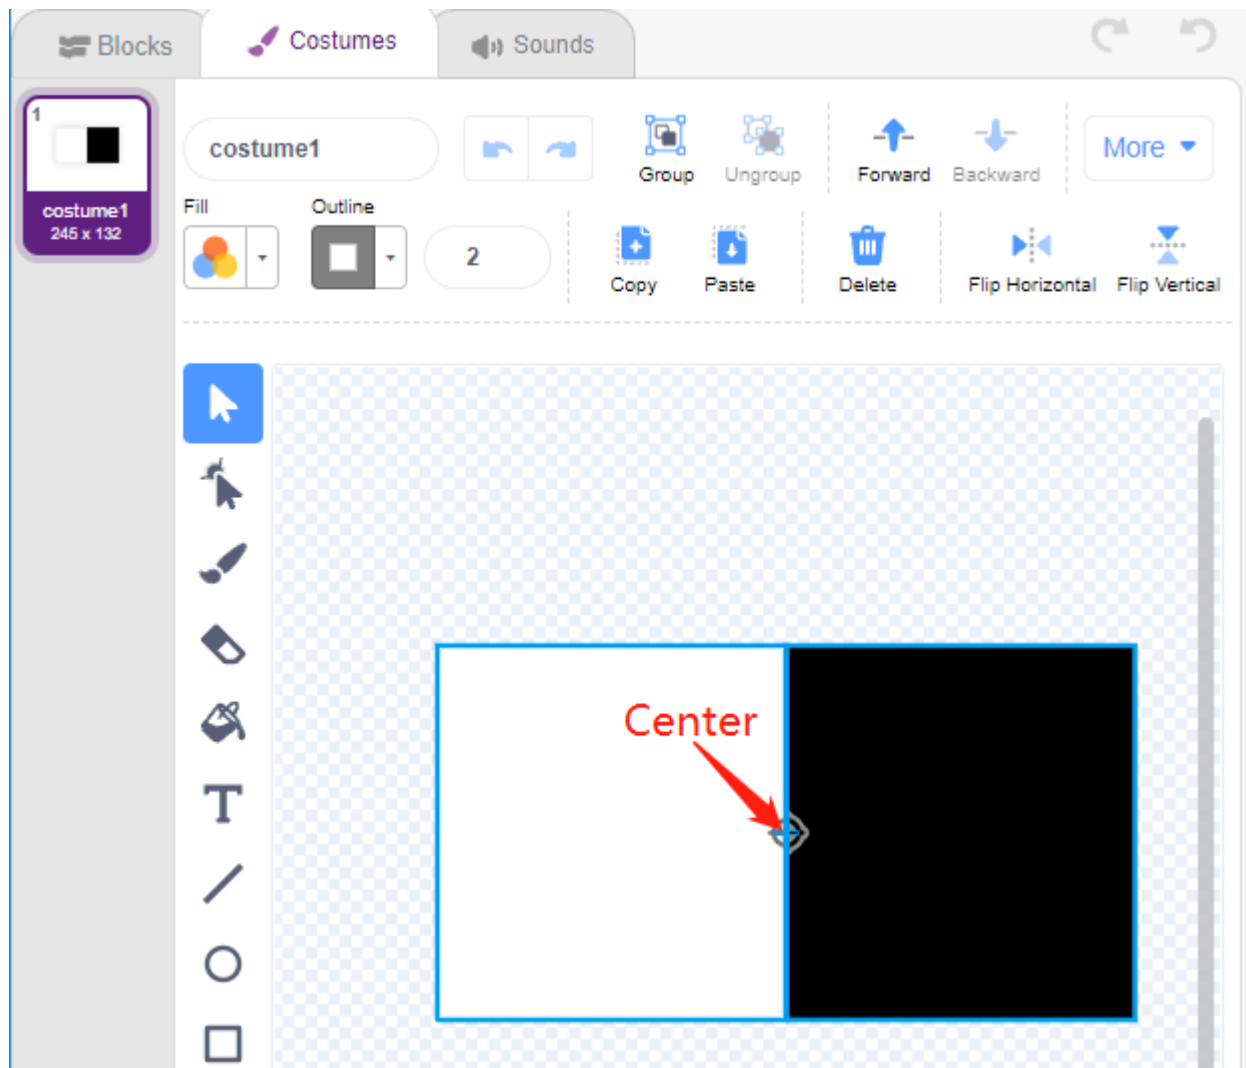 Blocks
Costumes
Sounds
1
costume1
245 x 132
costume1
Group
Ungroup
Forward
Backward
More
Fill
Outline
2
Copy
Paste
Delete
Flip Horizontal
Flip Vertical
T
Center